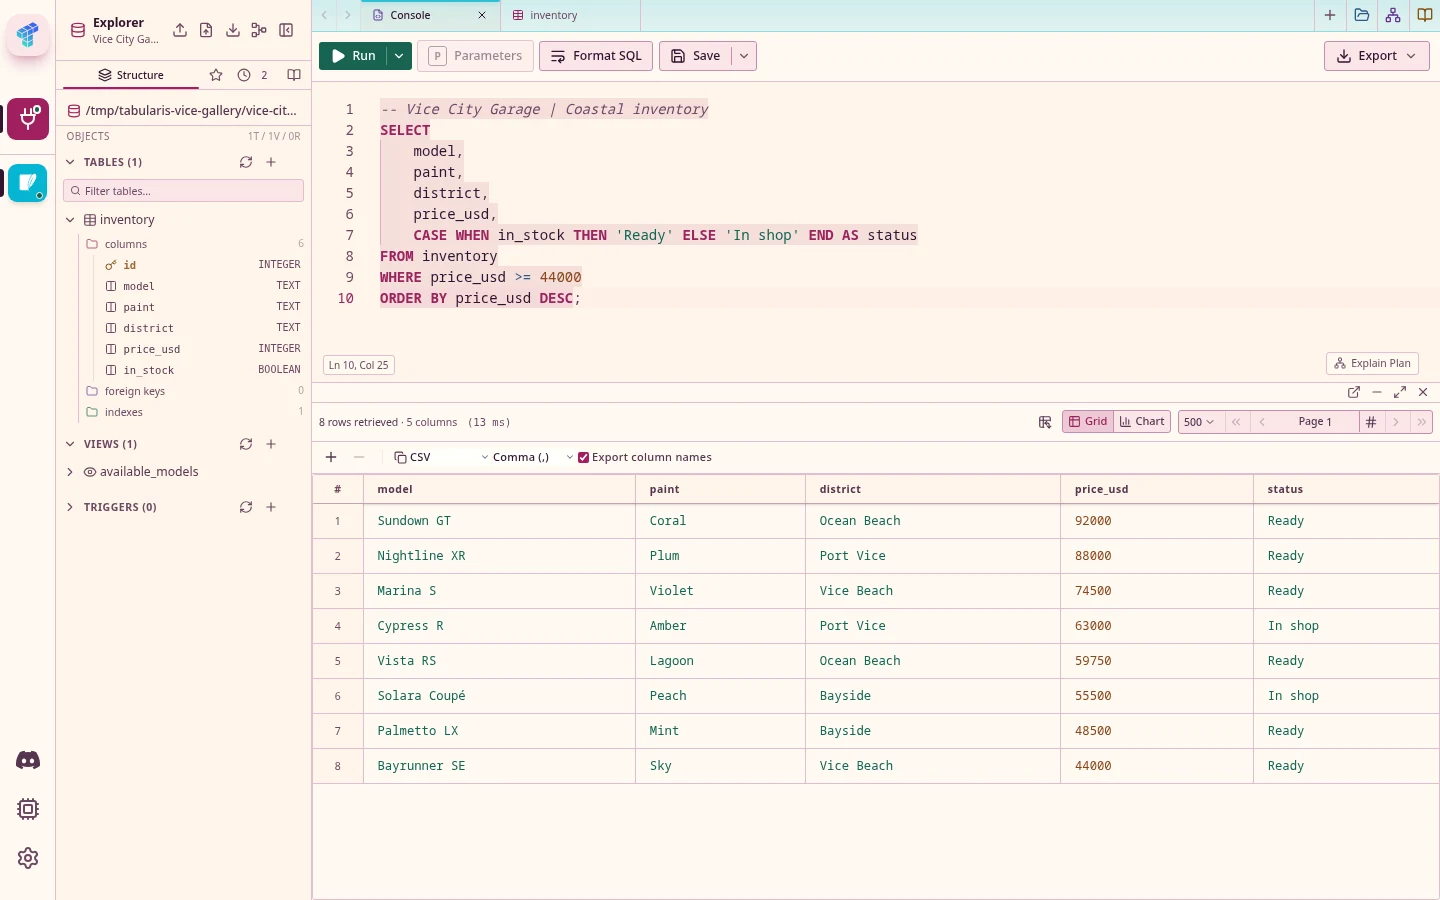 Explorer
Vice City Ga...
Structure
2
/tmp/tabularis-vice-gallery/vice-cit...
OBJECTS 1T / 1V / 0R
TABLES (1)
Filter tables...
inventory
columns 6
id INTEGER
model TEXT
paint TEXT
district TEXT
price_usd INTEGER
in_stock BOOLEAN
foreign keys 0
indexes 1
VIEWS (1)
available_models
TRIGGERS (0)
Console
inventory
Run
P Parameters
Format SQL
Save
Export
1 -- Vice City Garage | Coastal inventory
2 SELECT
3 model,
4 paint,
5 district,
6 price_usd,
7 CASE WHEN in_stock THEN 'Ready' ELSE 'In shop' END AS status
8 FROM inventory
9 WHERE price_usd >= 44000
10 ORDER BY price_usd DESC;
Ln 10, Col 25
Explain Plan
8 rows retrieved · 5 columns (13 ms)
Grid
Chart
500
Page 1
#
CSV
Comma (,)
Export column names
# model paint district price_usd status
1 Sundown GT Coral Ocean Beach 92000 Ready
2 Nightline XR Plum Port Vice 88000 Ready
3 Marina S Violet Vice Beach 74500 Ready
4 Cypress R Amber Port Vice 63000 In shop
5 Vista RS Lagoon Ocean Beach 59750 Ready
6 Solara Coupé Peach Bayside 55500 In shop
7 Palmetto LX Mint Bayside 48500 Ready
8 Bayrunner SE Sky Vice Beach 44000 Ready